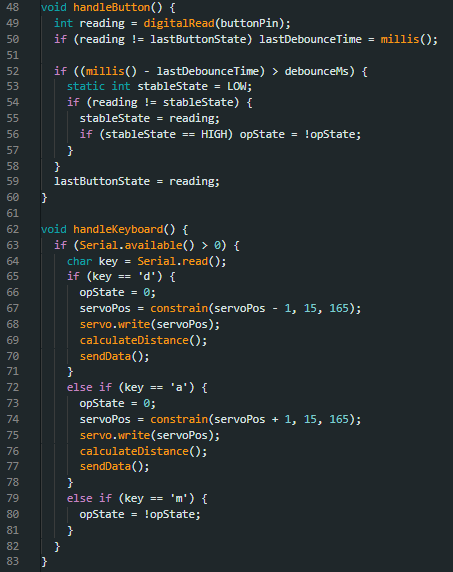 48 void handleButton() {
49   int reading = digitalRead(buttonPin);
50   if (reading != lastButtonState) lastDebounceTime = millis();
51
52   if ((millis() - lastDebounceTime) > debounceMs) {
53     static int stableState = LOW;
54     if (reading != stableState) {
55       stableState = reading;
56       if (stableState == HIGH) opState = !opState;
57     }
58   }
59   lastButtonState = reading;
60 }
61
62 void handleKeyboard() {
63   if (Serial.available() > 0) {
64     char key = Serial.read();
65     if (key == 'd') {
66       opState = 0;
67       servoPos = constrain(servoPos - 1, 15, 165);
68       servo.write(servoPos);
69       calculateDistance();
70       sendData();
71     }
72     else if (key == 'a') {
73       opState = 0;
74       servoPos = constrain(servoPos + 1, 15, 165);
75       servo.write(servoPos);
76       calculateDistance();
77       sendData();
78     }
79     else if (key == 'm') {
80       opState = !opState;
81     }
82   }
83 }